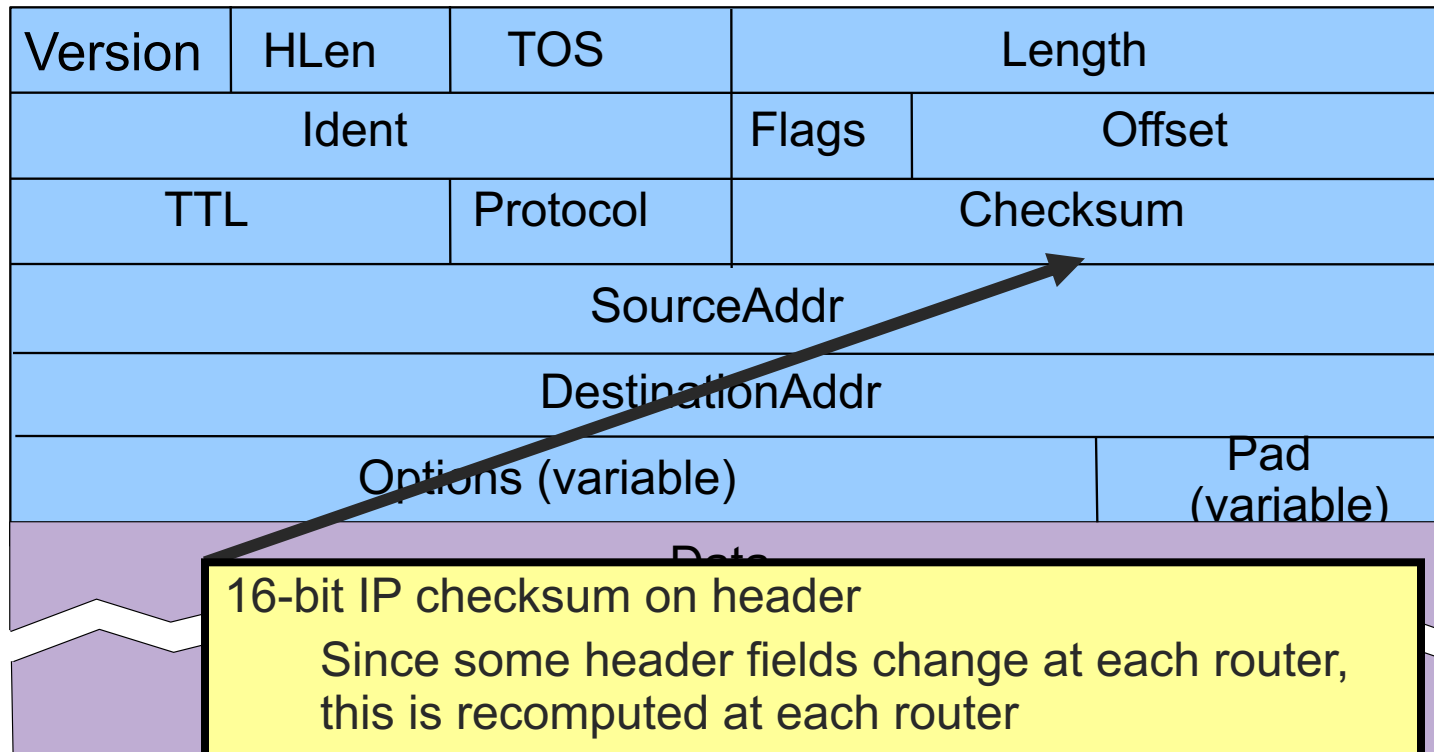 Version HLen TOS Length
Ident Flags Offset
TTL Protocol Checksum
SourceAddr
DestinationAddr
Options (variable) Pad
(variable)
Data
16-bit IP checksum on header
Since some header fields change at each router,
this is recomputed at each router